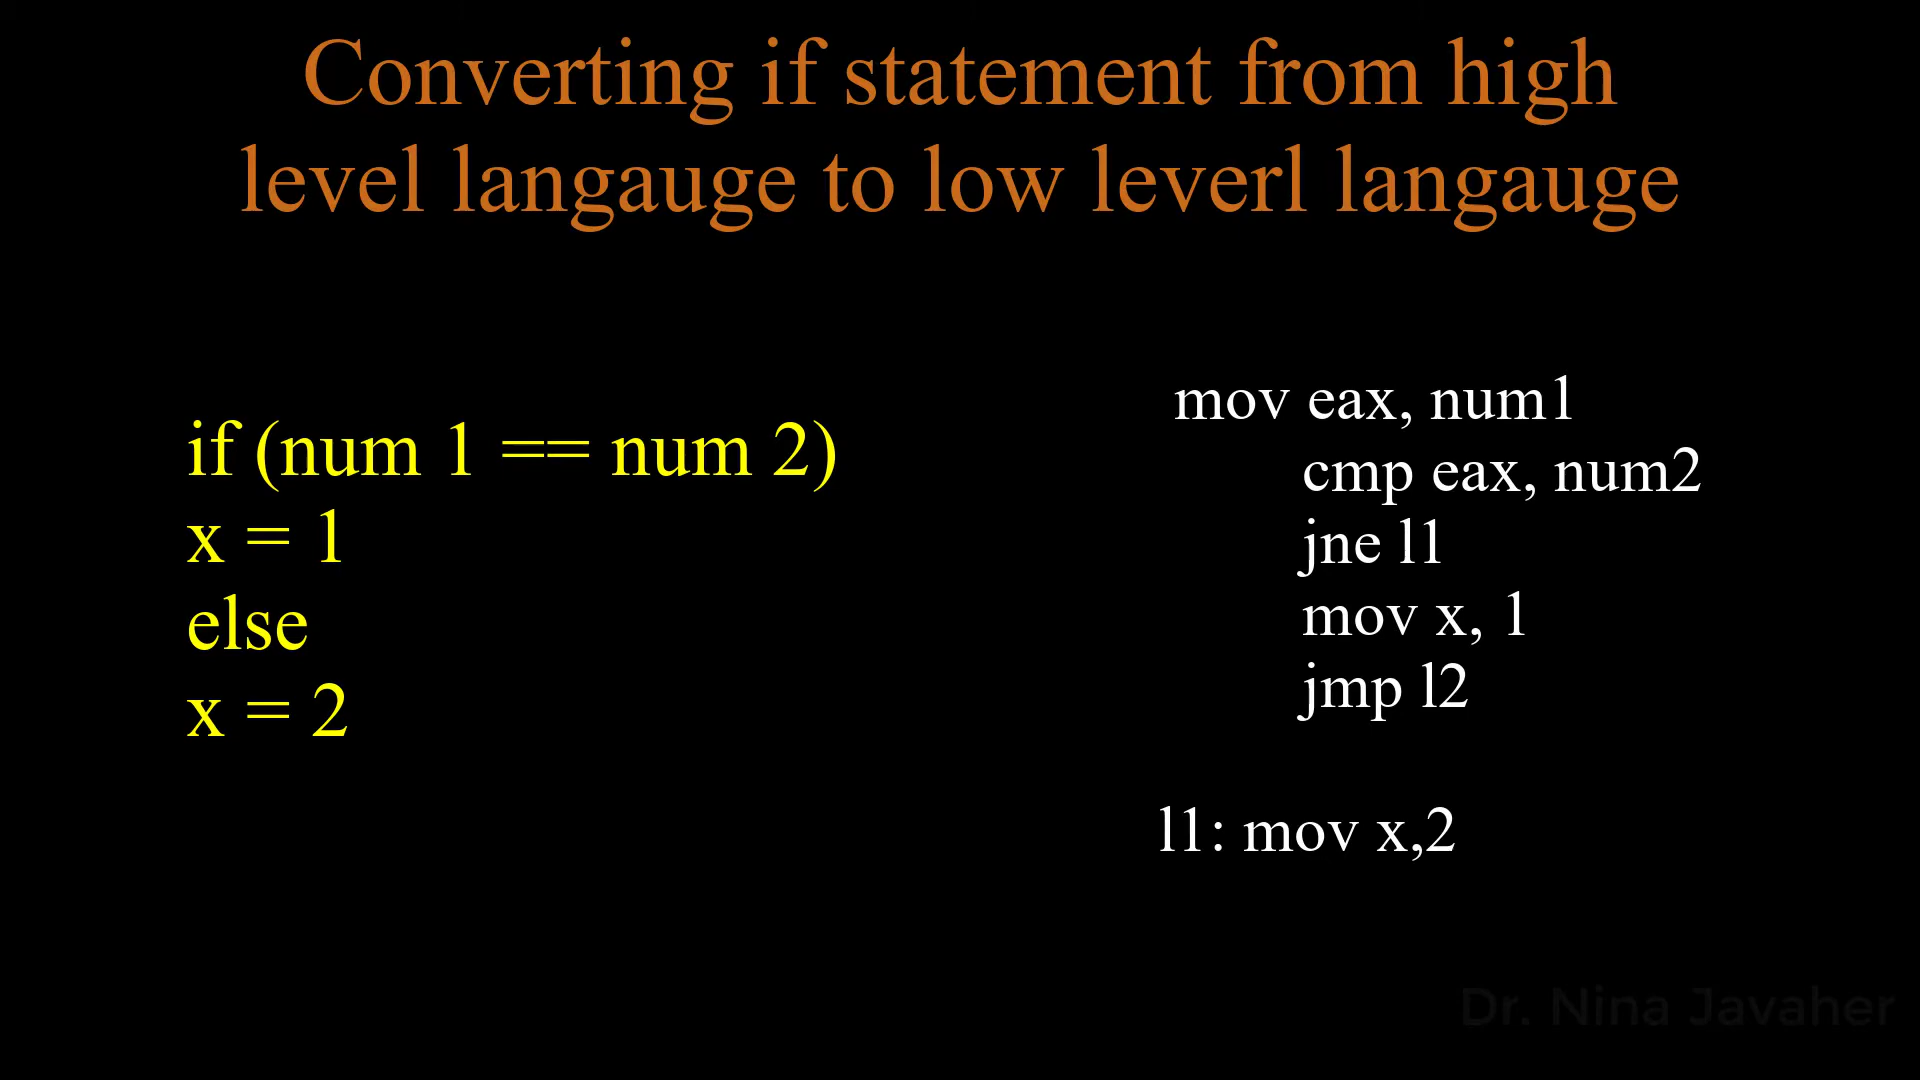 Converting if statement from high
level langauge to low leverl langauge
if (num 1 == num 2)
x = 1
else
x = 2
mov eax, num1
cmp eax, num2
jne l1
mov x, 1
jmp l2
l1: mov x,2
Dr. Nina Javaher